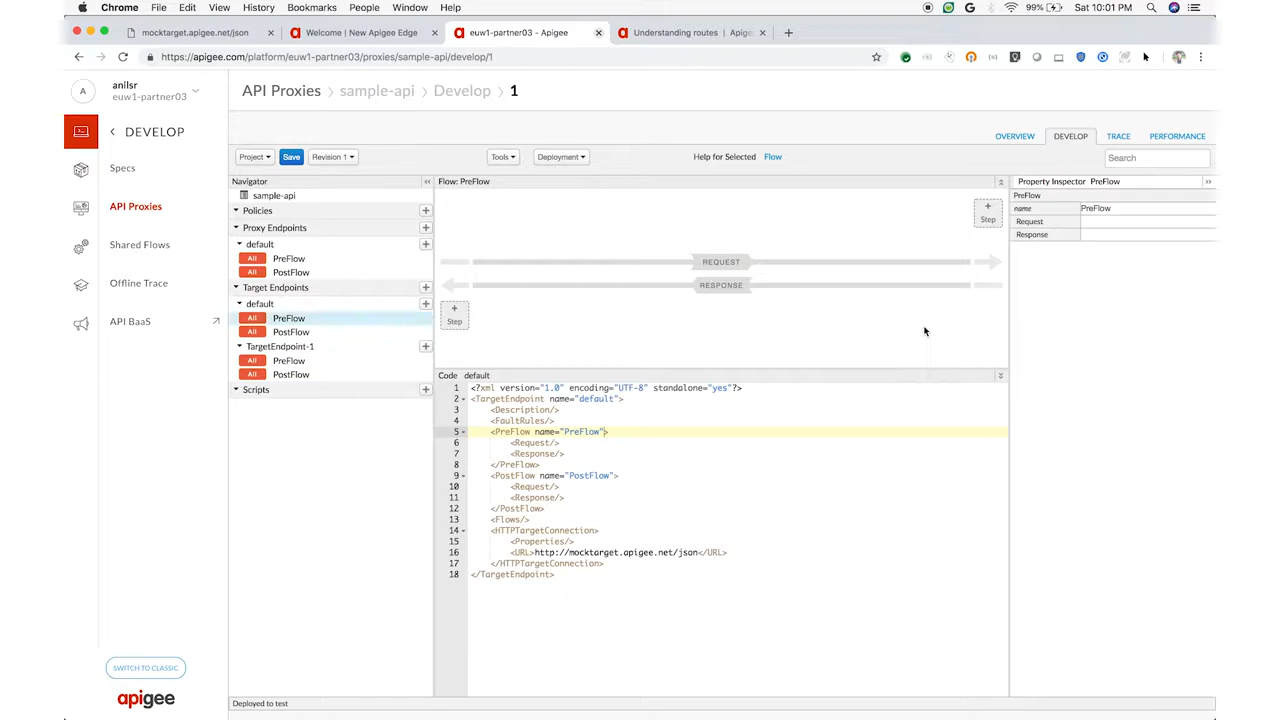 Chrome File Edit View History Bookmarks People Window Help 99% Sat 10:01 PM
mocktarget.apigee.net/json × Welcome | New Apigee Edge × euw1-partner03 - Apigee × Understanding routes | Apigee ×
https://apigee.com/platform/euw1-partner03/proxies/sample-api/develop/1
A anilsr
euw1-partner03
API Proxies > sample-api > Develop > 1
DEVELOP
OVERVIEW DEVELOP TRACE PERFORMANCE
Project Save Revision 1 Tools Deployment Help for Selected Flow Search
Specs
API Proxies
Shared Flows
Offline Trace
API BaaS
SWITCH TO CLASSIC
apigee
Navigator
sample-api
Policies
Proxy Endpoints
default
All PreFlow
All PostFlow
Target Endpoints
default
All PreFlow
All PostFlow
TargetEndpoint-1
All PreFlow
All PostFlow
Scripts
Flow: PreFlow
+ Step
REQUEST
RESPONSE
+ Step
Property Inspector PreFlow
PreFlow
name PreFlow
Request
Response
Code default
1 <?xml version="1.0" encoding="UTF-8" standalone="yes"?>
2 <TargetEndpoint name="default">
3 <Description/>
4 <FaultRules/>
5 <PreFlow name="PreFlow">
6 <Request/>
7 <Response/>
8 </PreFlow>
9 <PostFlow name="PostFlow">
10 <Request/>
11 <Response/>
12 </PostFlow>
13 <Flows/>
14 <HTTPTargetConnection>
15 <Properties/>
16 <URL>http://mocktarget.apigee.net/json</URL>
17 </HTTPTargetConnection>
18 </TargetEndpoint>
Deployed to test